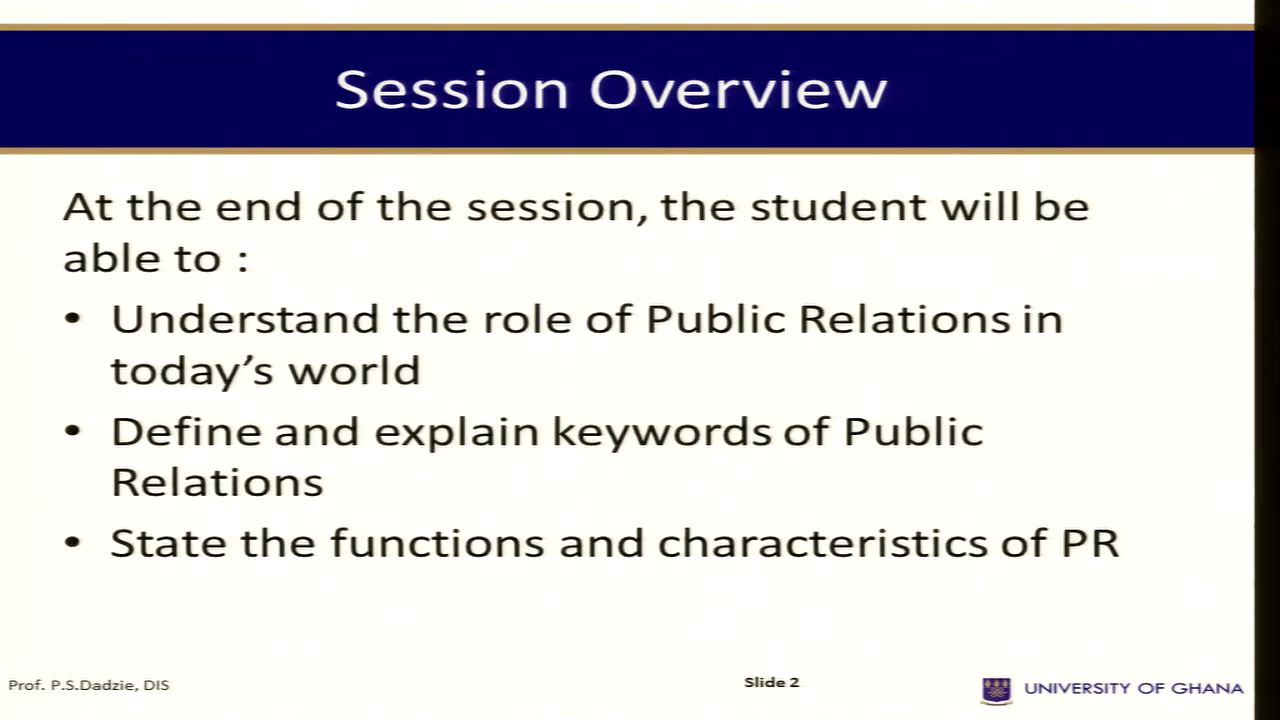 Session Overview
At the end of the session, the student will be
able to :
• Understand the role of Public Relations in
today’s world
• Define and explain keywords of Public
Relations
• State the functions and characteristics of PR
Prof. P.S.Dadzie, DIS
Slide 2
UNIVERSITY OF GHANA